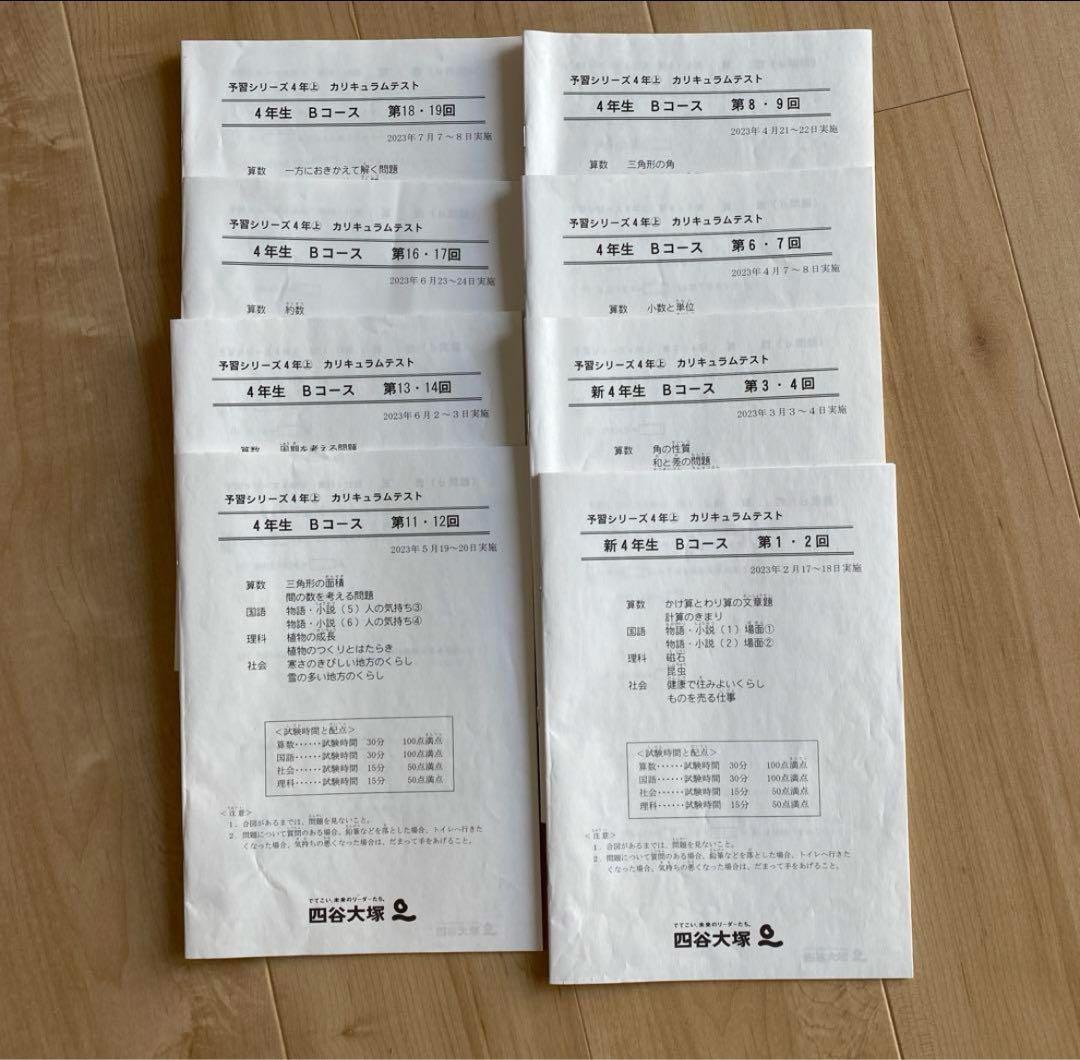 予習シリーズ4年㊤ カリキュラムテスト
4年生 Bコース 第18・19回
2023年7月7~8日実施
算数 一方におきかえて解く問題
予習シリーズ4年㊤ カリキュラムテスト
4年生 Bコース 第16・17回
2023年6月23~24日実施
算数 約数
予習シリーズ4年㊤ カリキュラムテスト
4年生 Bコース 第13・14回
2023年6月2~3日実施
算数 周期を考える問題
予習シリーズ4年㊤ カリキュラムテスト
4年生 Bコース 第11・12回
2023年5月19~20日実施
算数 三角形の面積
間の数を考える問題
国語 物語・小説(5)人の気持ち③
物語・小説(6)人の気持ち④
理科 植物の成長
植物のつくりとはたらき
社会 寒さのきびしい地方のくらし
雪の多い地方のくらし
<試験時間と配点>
算数……試験時間 30分 100点満点
国語……試験時間 30分 100点満点
社会……試験時間 15分 50点満点
理科……試験時間 15分 50点満点
<注意>
1.合図があるまでは、問題を見ないこと。
2.問題について質問のある場合、鉛筆などを落とした場合、トイレへ行きた
くなった場合、気持ちの悪くなった場合は、だまって手をあげること。
でてこい、未来のリーダーたち。
四谷大塚
予習シリーズ4年㊤ カリキュラムテスト
4年生 Bコース 第8・9回
2023年4月21~22日実施
算数 三角形の角
予習シリーズ4年㊤ カリキュラムテスト
4年生 Bコース 第6・7回
2023年4月7~8日実施
算数 小数と単位
予習シリーズ4年㊤ カリキュラムテスト
新4年生 Bコース 第3・4回
2023年3月3~4日実施
算数 角の性質
和と差の問題
予習シリーズ4年㊤ カリキュラムテスト
新4年生 Bコース 第1・2回
2023年2月17~18日実施
算数 かけ算とわり算の文章題
計算のきまり
国語 物語・小説(1)場面①
物語・小説(2)場面②
理科 磁石
昆虫
社会 健康で住みよいくらし
ものを売る仕事
<試験時間と配点>
算数……試験時間 30分 100点満点
国語……試験時間 30分 100点満点
社会……試験時間 15分 50点満点
理科……試験時間 15分 50点満点
<注意>
1.合図があるまでは、問題を見ないこと。
2.問題について質問のある場合、鉛筆などを落とした場合、トイレへ行きた
くなった場合、気持ちの悪くなった場合は、だまって手をあげること。
でてこい、未来のリーダーたち。
四谷大塚